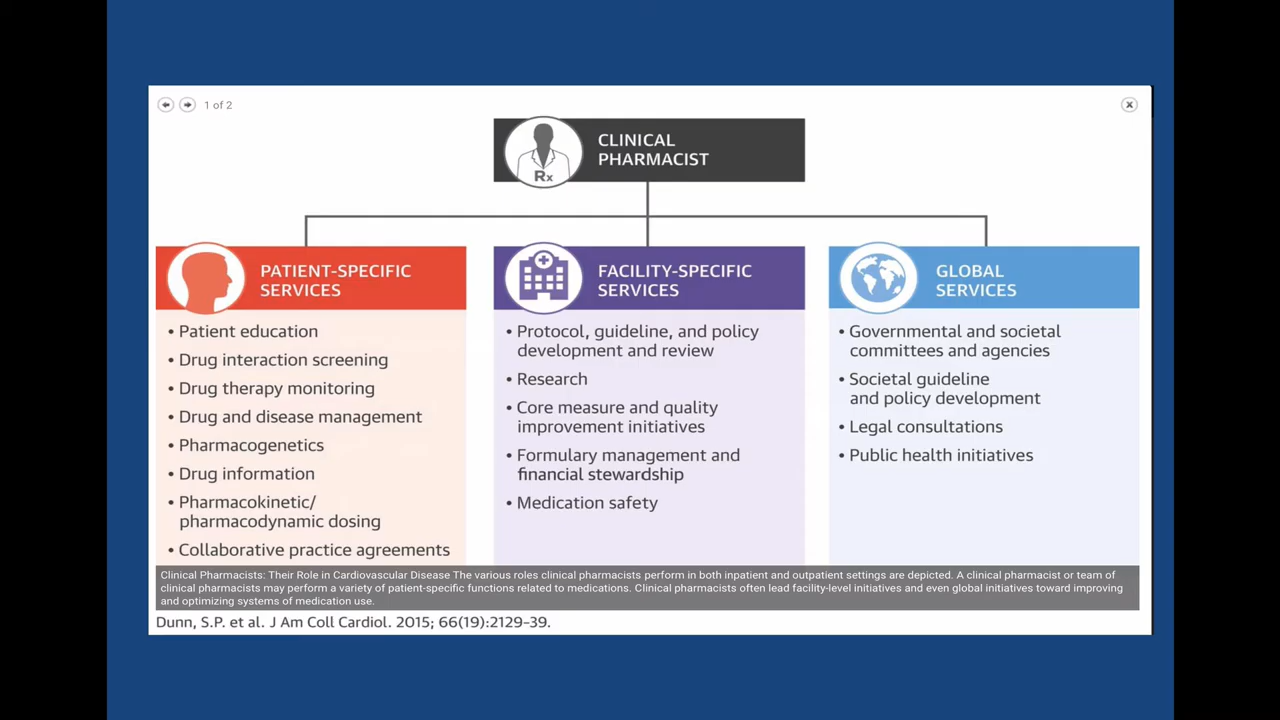 1 of 2
CLINICAL
PHARMACIST
Rx
PATIENT-SPECIFIC
SERVICES
• Patient education
• Drug interaction screening
• Drug therapy monitoring
• Drug and disease management
• Pharmacogenetics
• Drug information
• Pharmacokinetic/
pharmacodynamic dosing
• Collaborative practice agreements
FACILITY-SPECIFIC
SERVICES
• Protocol, guideline, and policy
development and review
• Research
• Core measure and quality
improvement initiatives
• Formulary management and
financial stewardship
• Medication safety
GLOBAL
SERVICES
• Governmental and societal
committees and agencies
• Societal guideline
and policy development
• Legal consultations
• Public health initiatives
Clinical Pharmacists: Their Role in Cardiovascular Disease The various roles clinical pharmacists perform in both inpatient and outpatient settings are depicted. A clinical pharmacist or team of
clinical pharmacists may perform a variety of patient-specific functions related to medications. Clinical pharmacists often lead facility-level initiatives and even global initiatives toward improving
and optimizing systems of medication use.
Dunn, S.P. et al. J Am Coll Cardiol. 2015; 66(19):2129-39.